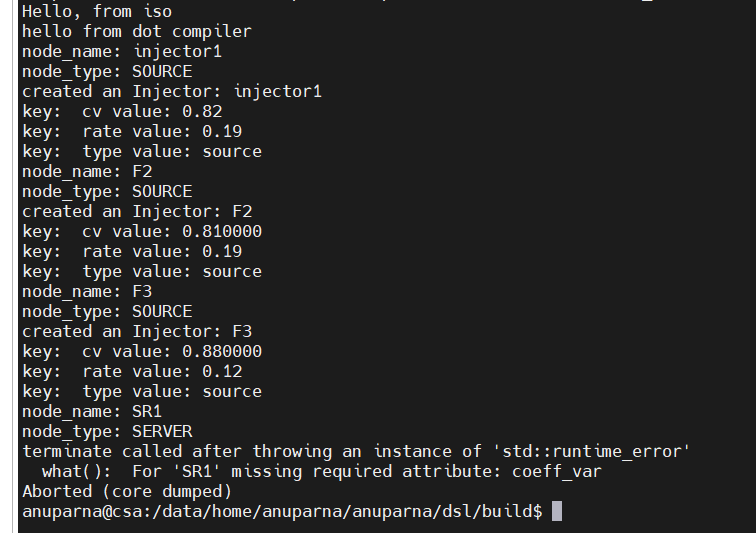 Hello, from iso
hello from dot compiler
node_name: injector1
node_type: SOURCE
created an Injector: injector1
key:  cv value: 0.82
key:  rate value: 0.19
key:  type value: source
node_name: F2
node_type: SOURCE
created an Injector: F2
key:  cv value: 0.810000
key:  rate value: 0.19
key:  type value: source
node_name: F3
node_type: SOURCE
created an Injector: F3
key:  cv value: 0.880000
key:  rate value: 0.12
key:  type value: source
node_name: SR1
node_type: SERVER
terminate called after throwing an instance of 'std::runtime_error'
  what():  For 'SR1' missing required attribute: coeff_var
Aborted (core dumped)
anuparna@csa:/data/home/anuparna/anuparna/dsl/build$